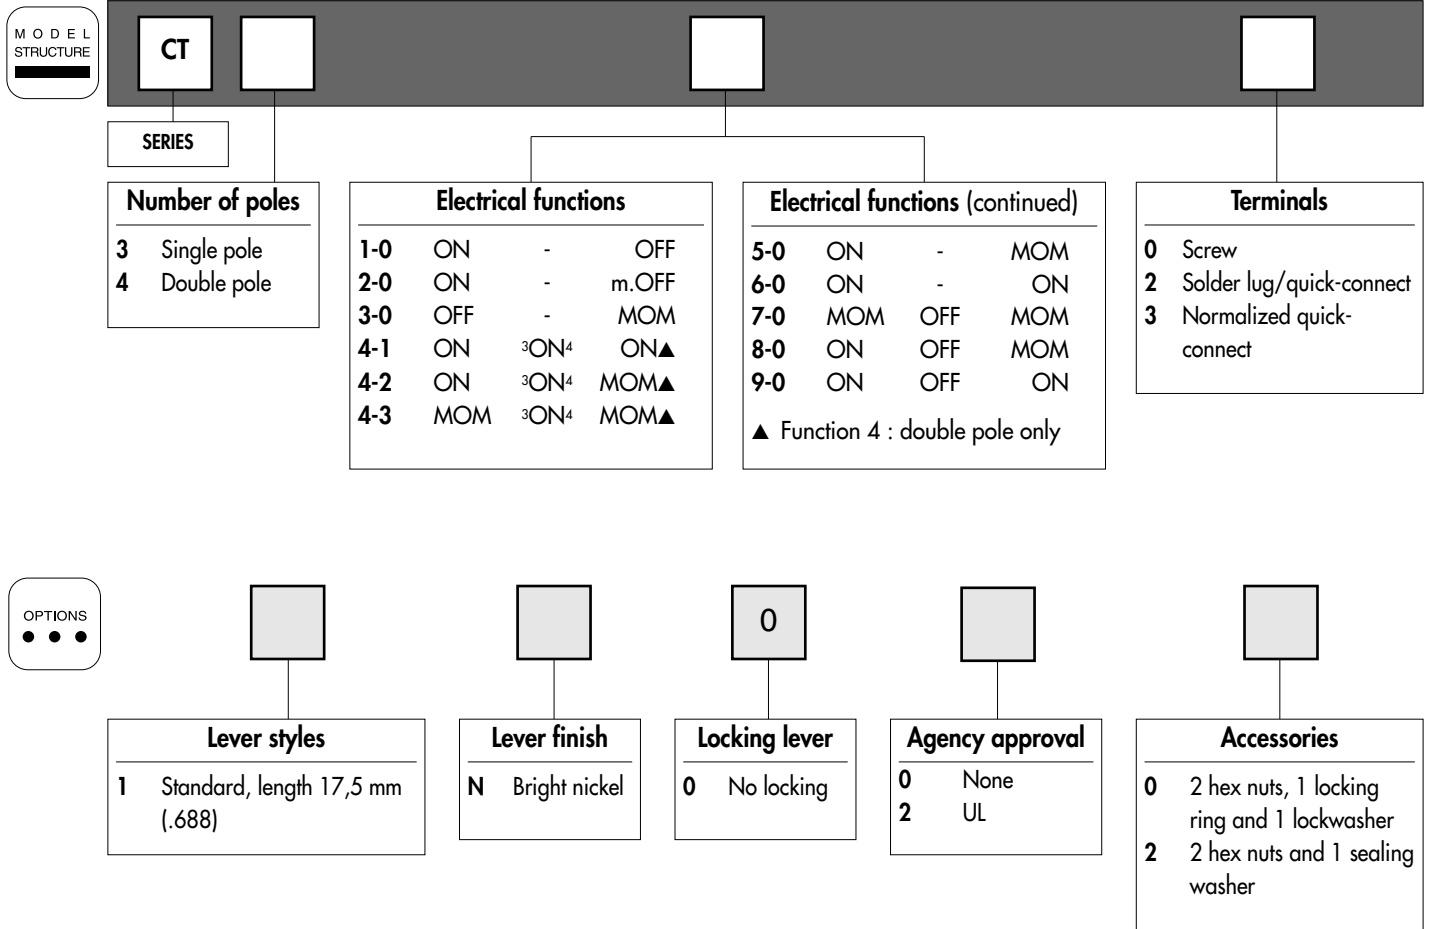 MODEL
STRUCTURE
CT
SERIES
Number of poles
3 Single pole
4 Double pole
Electrical functions
1-0 ON - OFF
2-0 ON - m.OFF
3-0 OFF - MOM
4-1 ON ³ON⁴ ON▲
4-2 ON ³ON⁴ MOM▲
4-3 MOM ³ON⁴ MOM▲
Electrical functions (continued)
5-0 ON - MOM
6-0 ON - ON
7-0 MOM OFF MOM
8-0 ON OFF MOM
9-0 ON OFF ON
▲ Function 4 : double pole only
Terminals
0 Screw
2 Solder lug/quick-connect
3 Normalized quick-
connect
OPTIONS
0
Lever styles
1 Standard, length 17,5 mm
(.688)
Lever finish
N Bright nickel
Locking lever
0 No locking
Agency approval
0 None
2 UL
Accessories
0 2 hex nuts, 1 locking
ring and 1 lockwasher
2 2 hex nuts and 1 sealing
washer